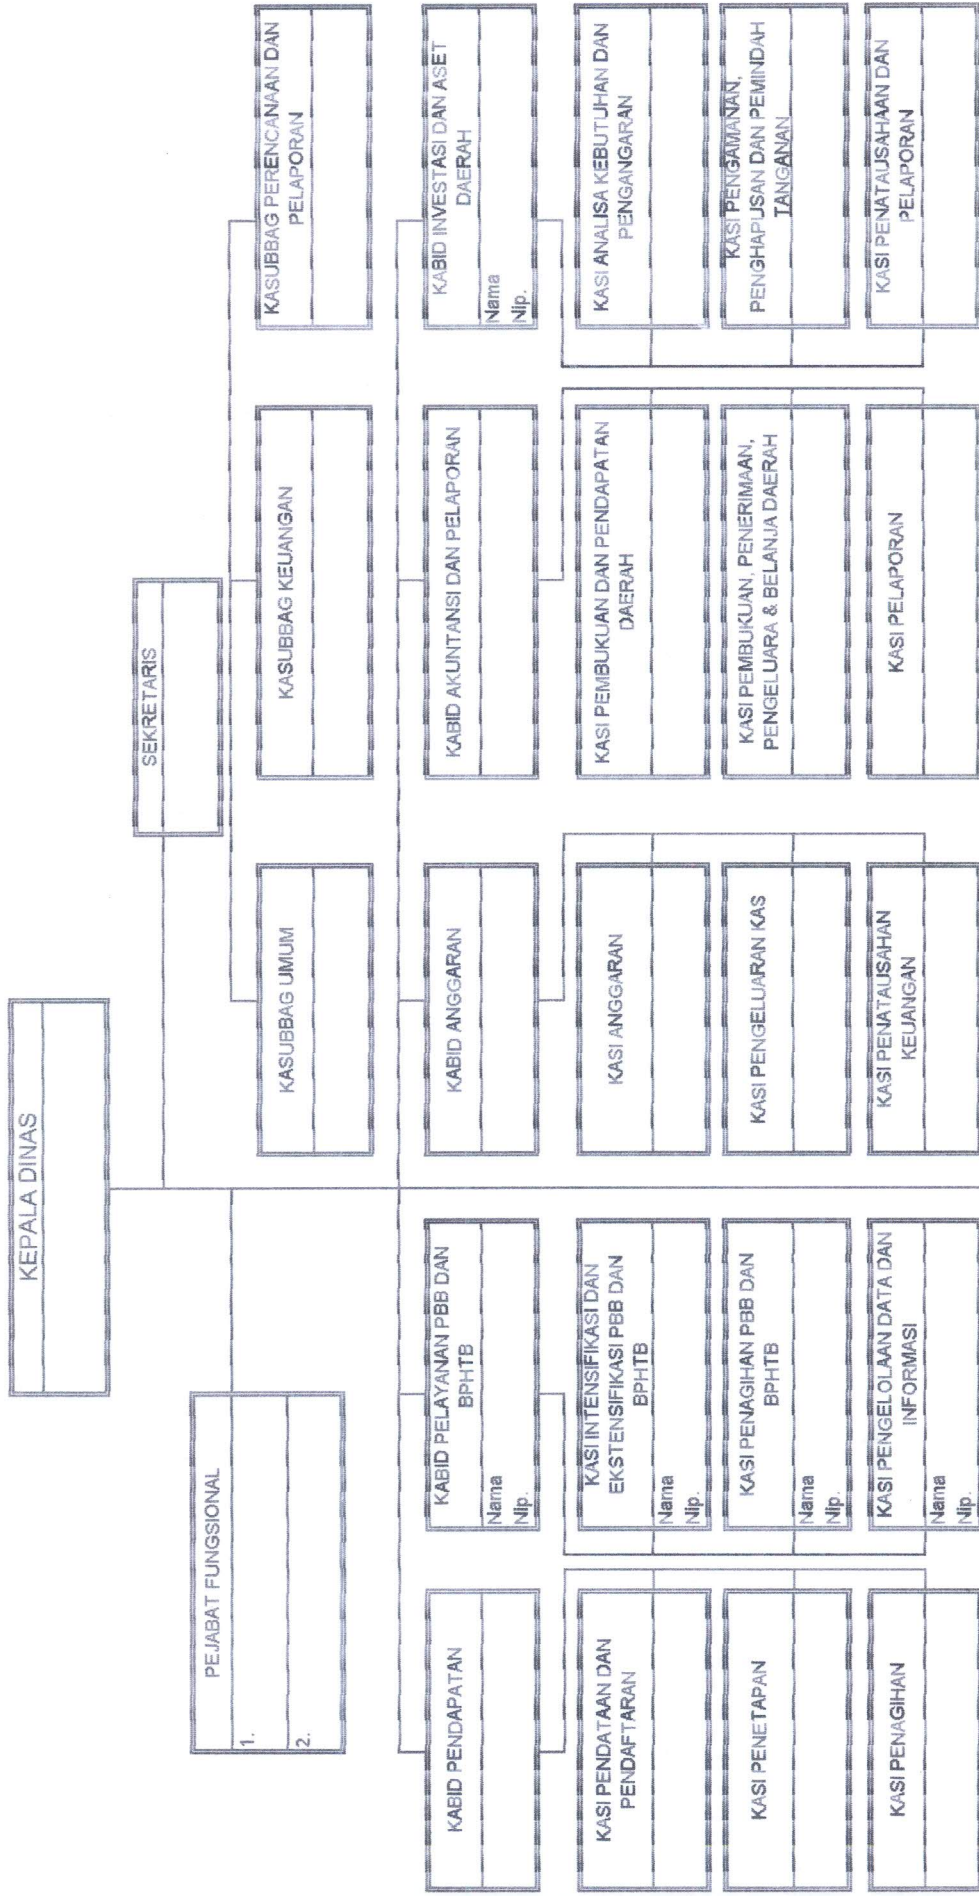 KEPALA DINAS
PEJABAT FUNGSIONAL
1.
2.
SEKRETARIS
KASUBBAG UMUM
KASUBBAG KEUANGAN
KASUBBAG PERENCANAAN DAN
PELAPORAN
KABID PENDAPATAN
KABID PELAYANAN PBB DAN
BPHTB
Nama
Nip.
KABID ANGGARAN
KABID AKUNTANSI DAN PELAPORAN
KABID INVESTASI DAN ASET
DAERAH
Nama
Nip.
KASI PENDATAAN DAN
PENDAFTARAN
KASI INTENSIFIKASI DAN
EKSTENSIFIKASI PBB DAN
BPHTB
Nama
Nip.
KASI ANGGARAN
KASI PEMBUKUAN DAN PENDAPATAN
DAERAH
KASI ANALISA KEBUTUHAN DAN
PENGANGARAN
KASI PENETAPAN
KASI PENAGIHAN PBB DAN
BPHTB
Nama
Nip.
KASI PENGELUARAN KAS
KASI PEMBUKUAN, PENERIMAAN,
PENGELUARA & BELANJA DAERAH
KASI PENGAMANAN,
PENGHAPUSAN DAN PEMINDAH
TANGANAN
KASI PENAGIHAN
KASI PENGELOLAAN DATA DAN
INFORMASI
Nama
Nip.
KASI PENATAUSAHAN
KEUANGAN
KASI PELAPORAN
KASI PENATAUSAHAAN DAN
PELAPORAN